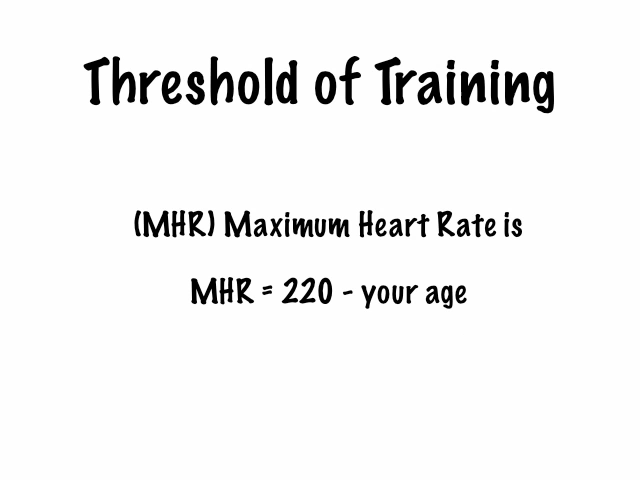 Threshold of Training
(MHR) Maximum Heart Rate is
MHR = 220 - your age